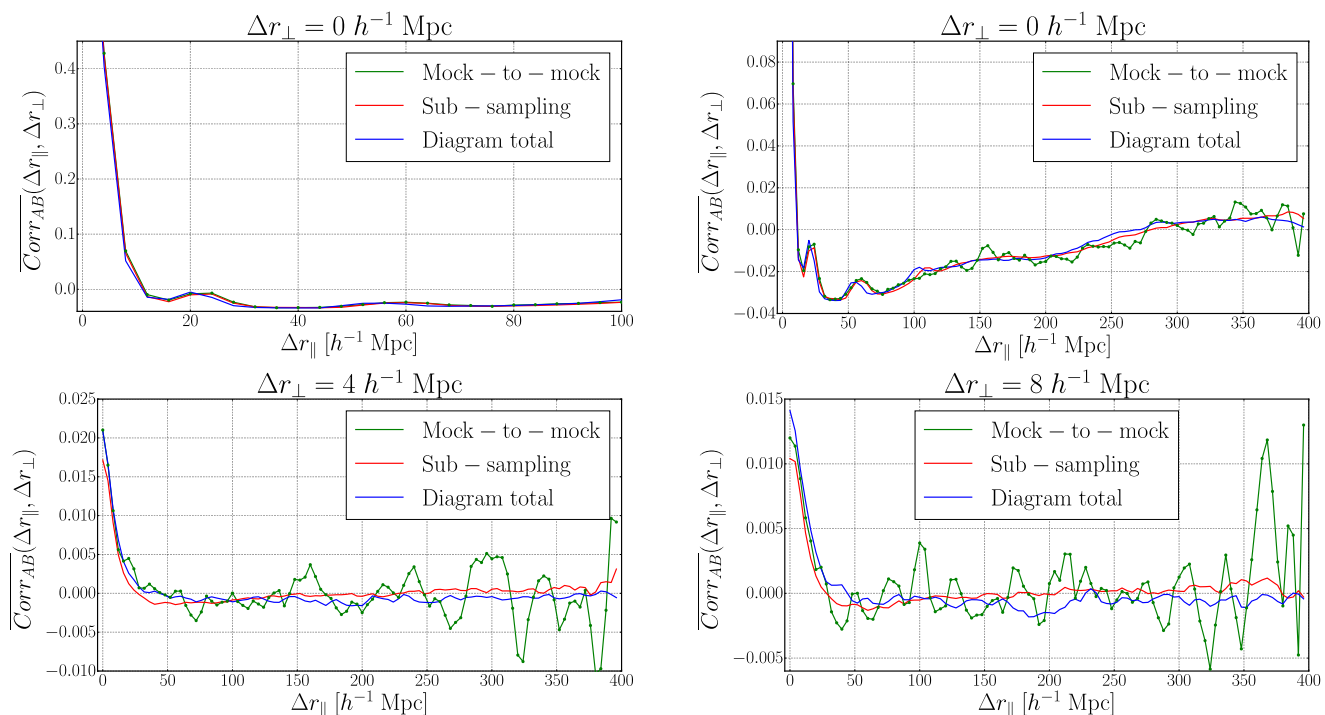 Δr⊥ = 0 h⁻¹ Mpc
Mock – to – mock
Sub – sampling
Diagram total
0.4
0.3
0.2
0.1
0.0
0 20 40 60 80 100
Corr_AB(Δr∥, Δr⊥)
Δr∥ [h⁻¹ Mpc]
Δr⊥ = 0 h⁻¹ Mpc
Mock – to – mock
Sub – sampling
Diagram total
0.08
0.06
0.04
0.02
0.00
−0.02
−0.04
0 50 100 150 200 250 300 350 400
Corr_AB(Δr∥, Δr⊥)
Δr∥ [h⁻¹ Mpc]
Δr⊥ = 4 h⁻¹ Mpc
Mock – to – mock
Sub – sampling
Diagram total
0.025
0.020
0.015
0.010
0.005
0.000
−0.005
−0.010
0 50 100 150 200 250 300 350 400
Corr_AB(Δr∥, Δr⊥)
Δr∥ [h⁻¹ Mpc]
Δr⊥ = 8 h⁻¹ Mpc
Mock – to – mock
Sub – sampling
Diagram total
0.015
0.010
0.005
0.000
−0.005
0 50 100 150 200 250 300 350 400
Corr_AB(Δr∥, Δr⊥)
Δr∥ [h⁻¹ Mpc]